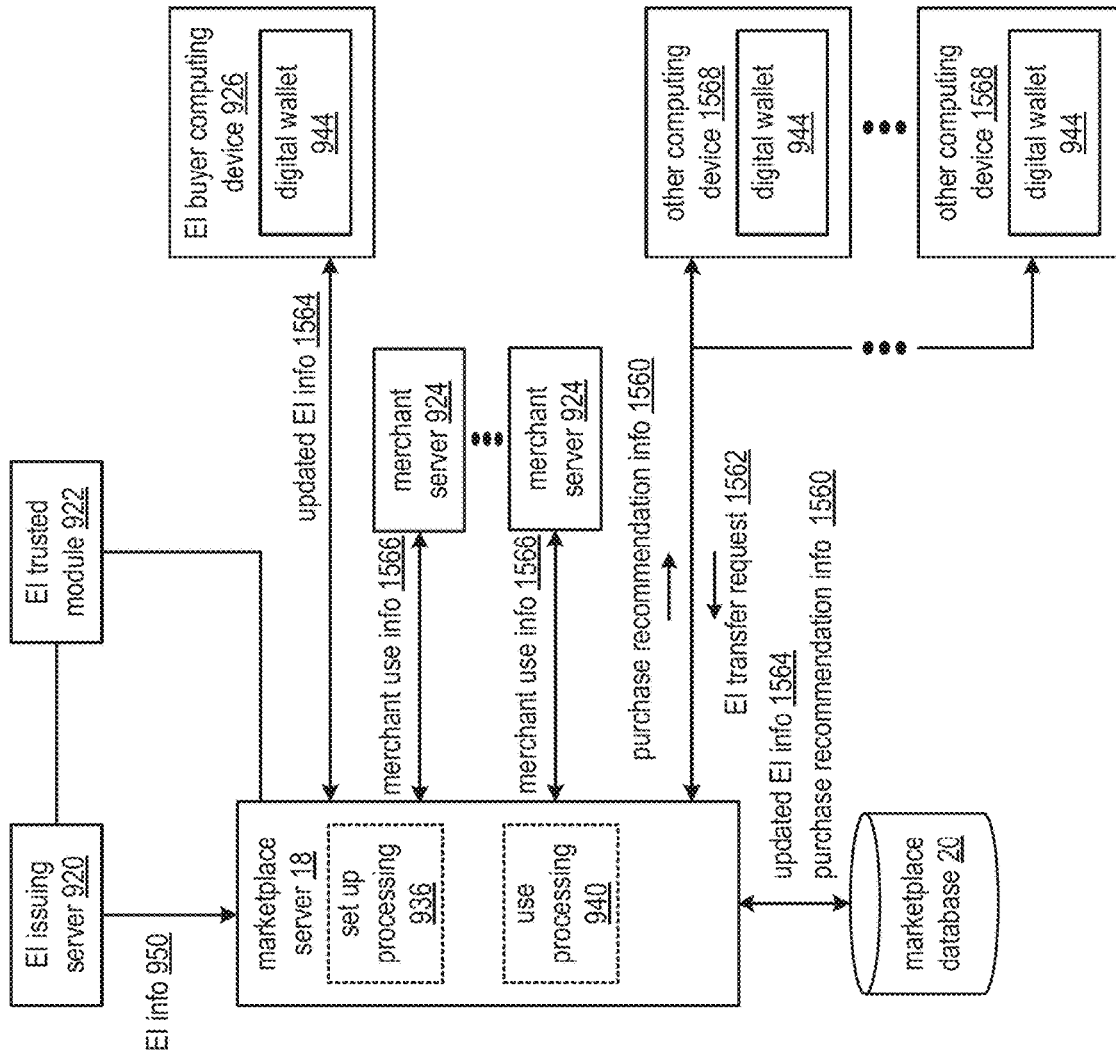 EI issuing
server 920
EI trusted
module 922
EI info 950
marketplace
server 18
set up
processing
936
use
processing
940
updated EI info 1564
merchant use info 1566
merchant
server 924
merchant use info 1566
merchant
server 924
EI buyer computing
device 926
digital wallet
944
purchase recommendation info 1560
EI transfer request 1562
other computing
device 1568
digital wallet
944
other computing
device 1568
digital wallet
944
updated EI info 1564
purchase recommendation info 1560
marketplace
database 20